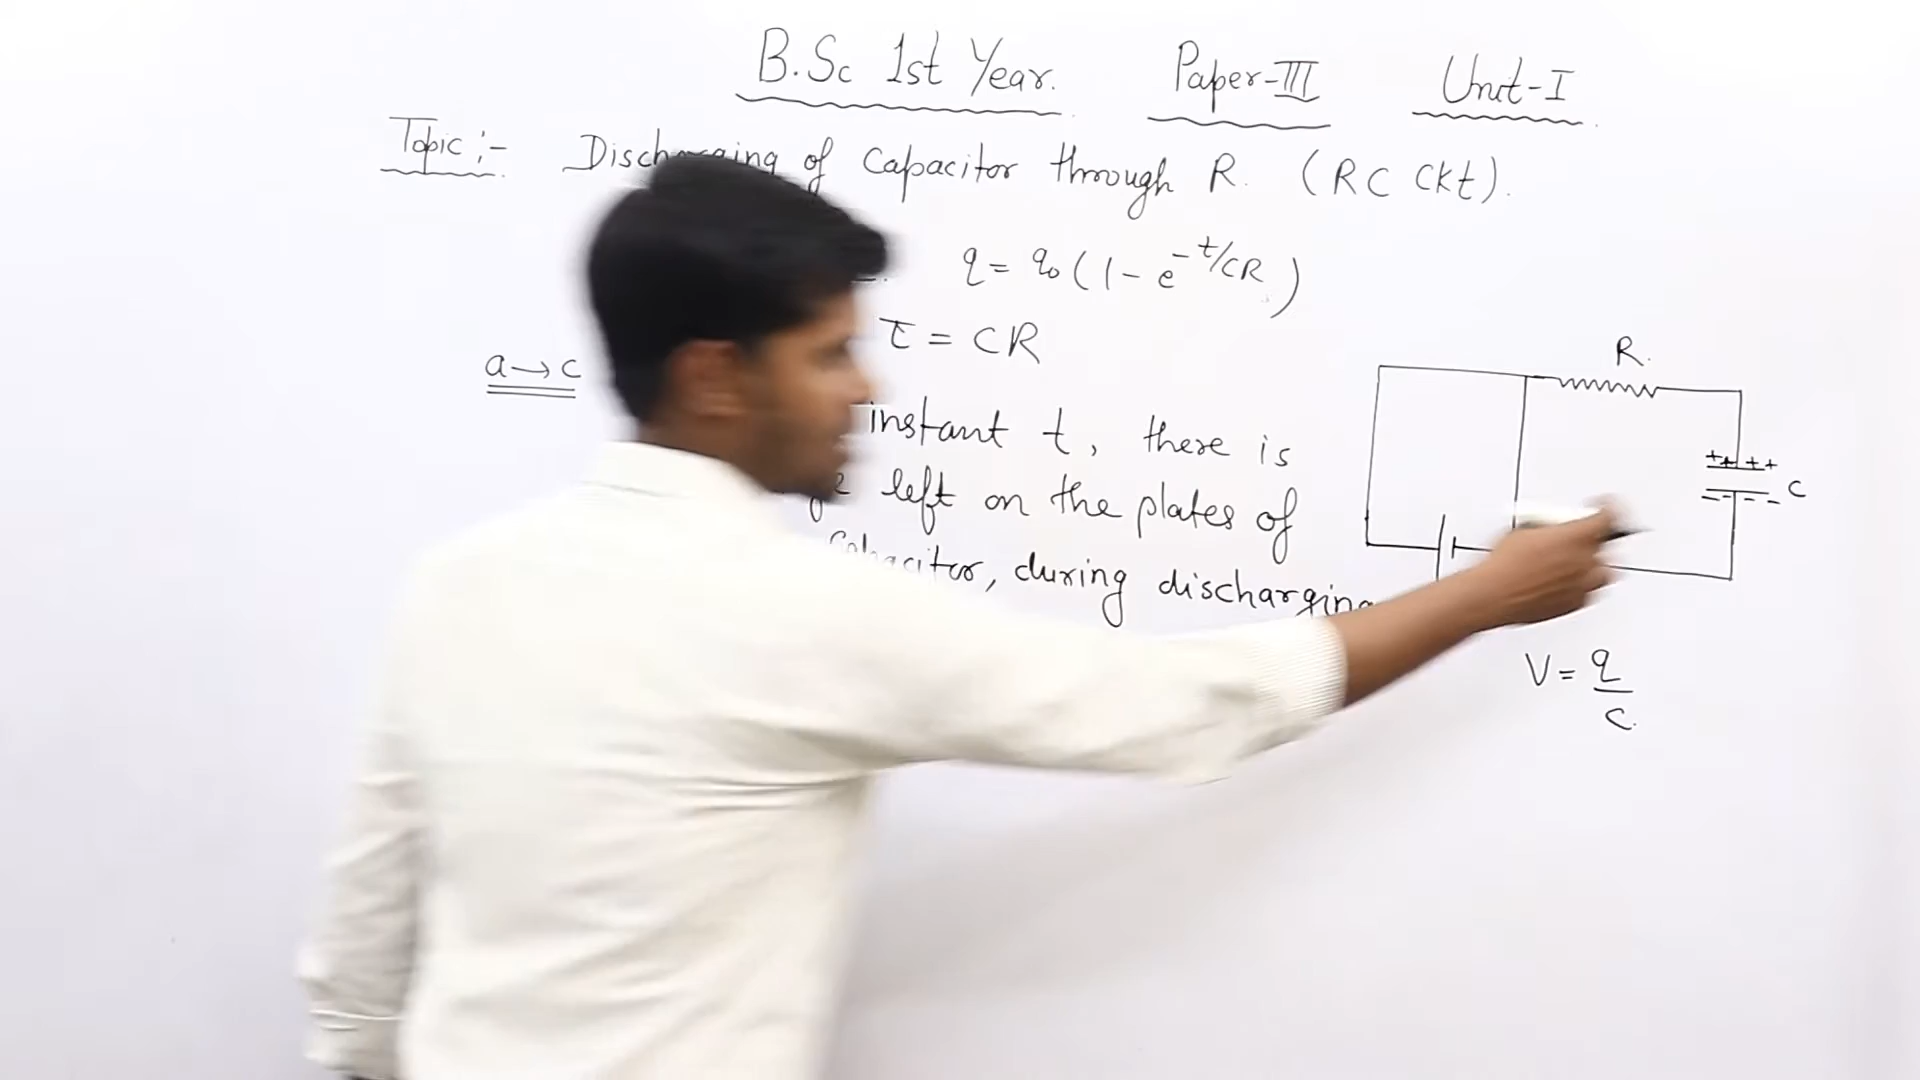 B.Sc 1st Year. Paper-III Unit-I
Topic :- Discharging of Capacitor through R. (RC Ckt).
q = q₀ (1 - e^{-t/CR})
τ = CR
a → c
instant t, there is
left on the plates of
Capacitor, during discharging
R.
++++
C
----
V = q/C.